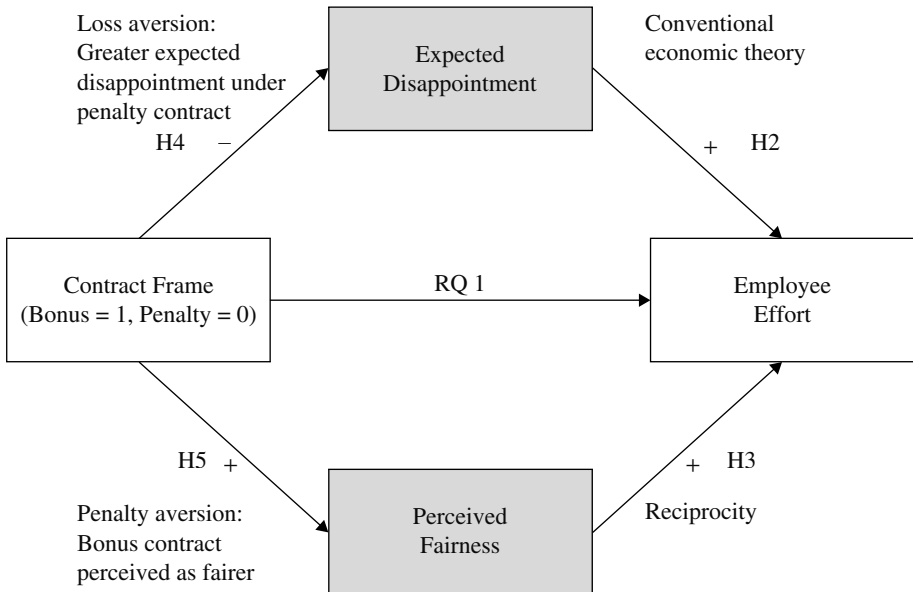 Loss aversion:
Greater expected
disappointment under
penalty contract
H4 –
Expected
Disappointment
Conventional
economic theory
+ H2
Contract Frame
(Bonus = 1, Penalty = 0)
RQ 1
Employee
Effort
H5 +
Penalty aversion:
Bonus contract
perceived as fairer
Perceived
Fairness
+ H3
Reciprocity